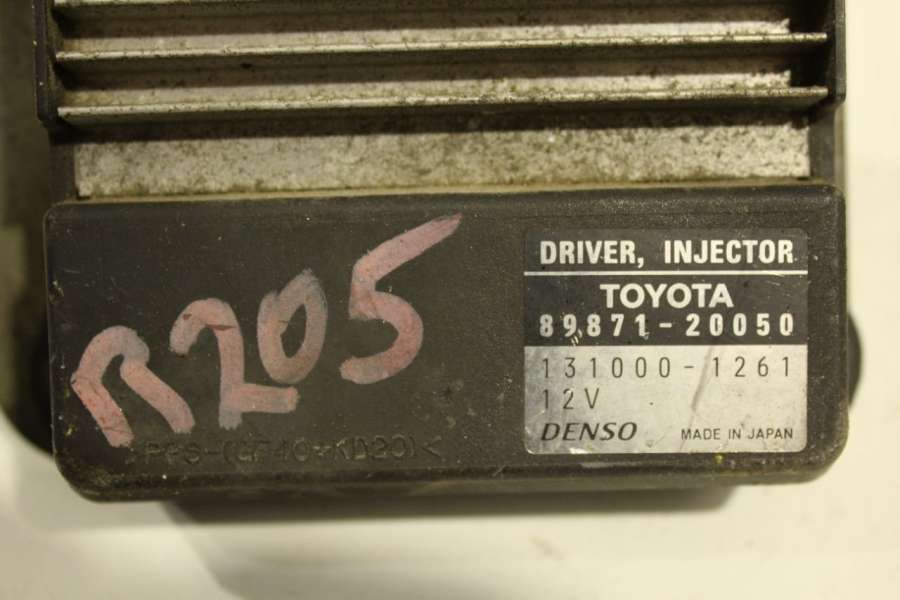 R205
DRIVER, INJECTOR
TOYOTA
89871-20050
131000-1261
12V
DENSO MADE IN JAPAN